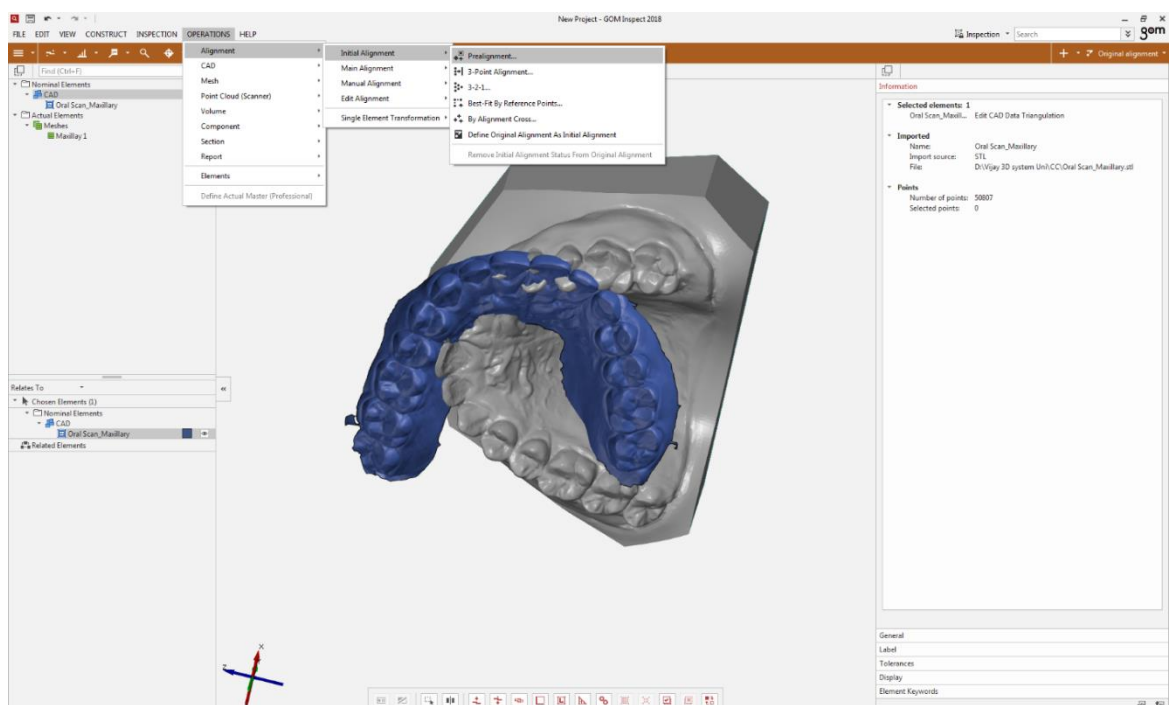 New Project - GOM Inspect 2018
FILE EDIT VIEW CONSTRUCT INSPECTION OPERATIONS HELP
Inspection Search gom
Find (Ctrl+F)
Original alignment
Nominal Elements
CAD
Oral Scan_Maxillary
Actual Elements
Meshes
Maxillay 1
Alignment
CAD
Mesh
Point Cloud (Scanner)
Volume
Component
Section
Report
Elements
Define Actual Master (Professional)
Initial Alignment
Main Alignment
Manual Alignment
Edit Alignment
Single Element Transformation
Prealignment...
3-Point Alignment...
3-2-1...
Best-Fit By Reference Points...
By Alignment Cross...
Define Original Alignment As Initial Alignment
Remove Initial Alignment Status From Original Alignment
Information
Selected elements: 1
Oral Scan_Maxill... Edit CAD Data Triangulation
Imported
Name: Oral Scan_Maxillary
Import source: STL
File: D:\Vijay 3D system Uni\CC\Oral Scan_Maxillary.stl
Points
Number of points: 50807
Selected points: 0
Relates To
Chosen Elements (1)
Nominal Elements
CAD
Oral Scan_Maxillary
Related Elements
X
Z
General
Label
Tolerances
Display
Element Keywords